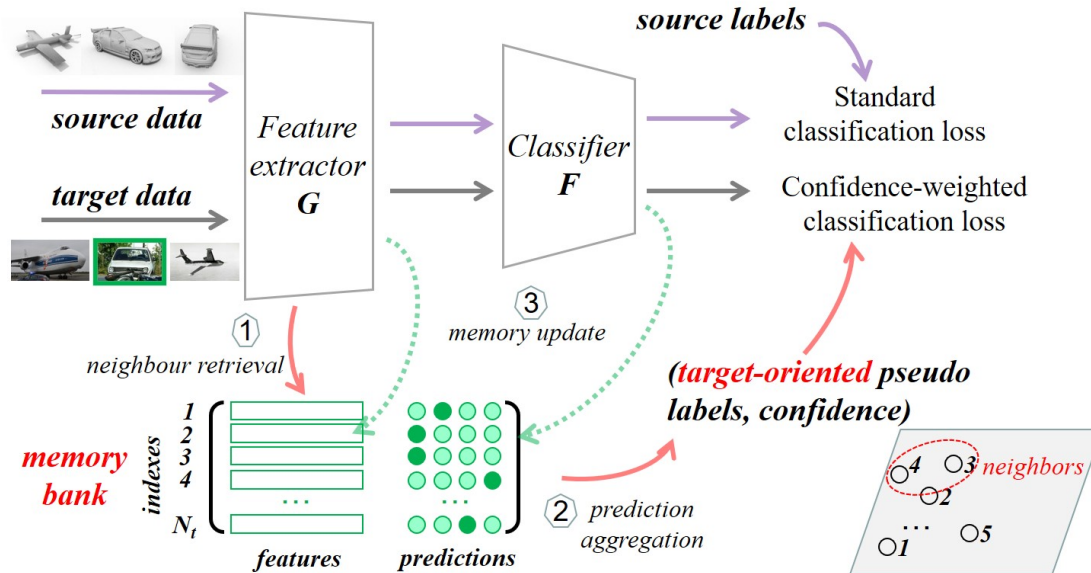 source labels
source data
Feature
extractor
G
Classifier
F
Standard
classification loss
target data
Confidence-weighted
classification loss
1
neighbour retrieval
3
memory update
(target-oriented pseudo
labels, confidence)
memory
bank
indexes
1
2
3
4
...
Nt
...
features
predictions
2
prediction
aggregation
4
3
neighbors
2
...
1
5